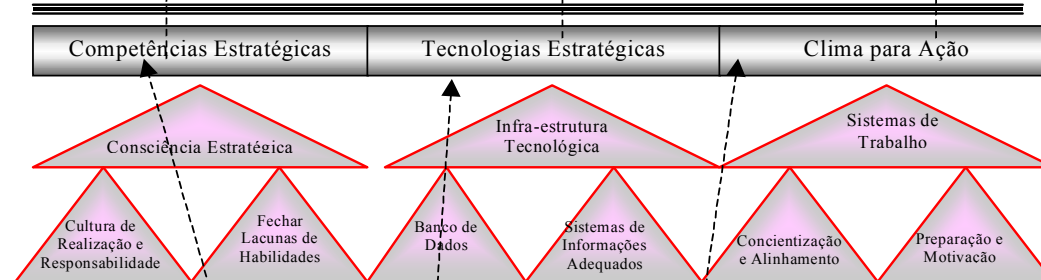 Competências Estratégicas
Tecnologias Estratégicas
Clima para Ação
Consciência Estratégica
Infra-estrutura
Tecnológica
Sistemas de
Trabalho
Cultura de
Realização e
Responsabilidade
Fechar
Lacunas de
Habilidades
Banco de
Dados
Sistemas de
Informações
Adequados
Concientização
e Alinhamento
Preparação e
Motivação